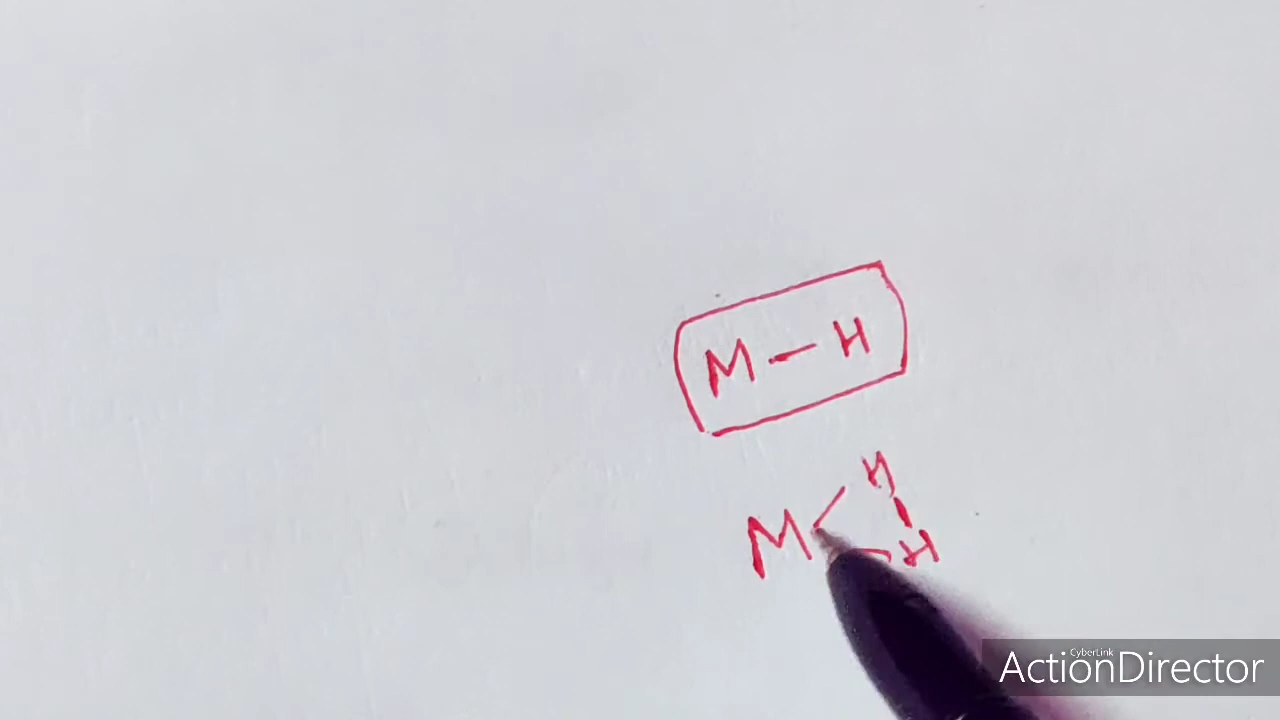 M - H
H
M < |
H
CyberLink
ActionDirector